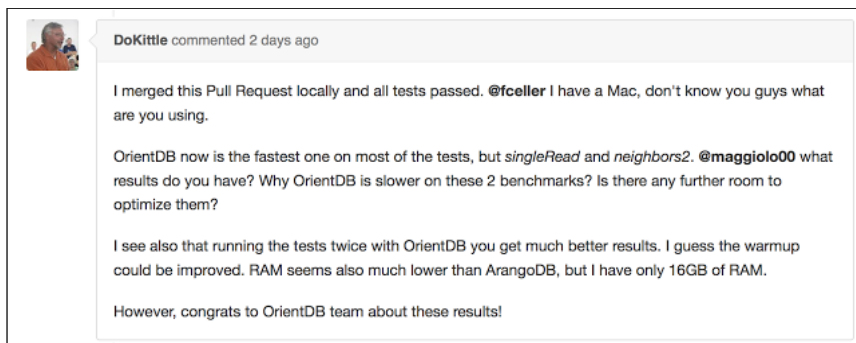 DoKittle commented 2 days ago
I merged this Pull Request locally and all tests passed. @fceller I have a Mac, don't know you guys what
are you using.
OrientDB now is the fastest one on most of the tests, but singleRead and neighbors2. @maggiolo00 what
results do you have? Why OrientDB is slower on these 2 benchmarks? Is there any further room to
optimize them?
I see also that running the tests twice with OrientDB you get much better results. I guess the warmup
could be improved. RAM seems also much lower than ArangoDB, but I have only 16GB of RAM.
However, congrats to OrientDB team about these results!